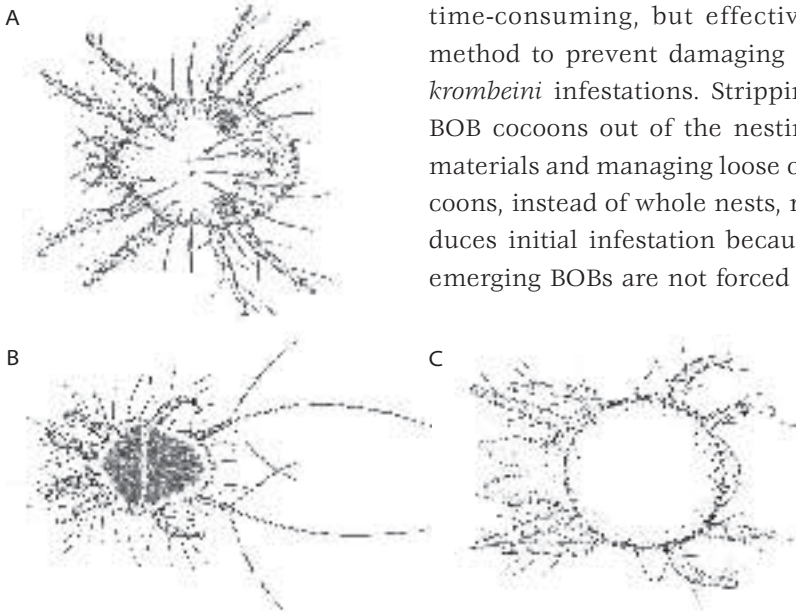 A
time-consuming, but effectiv
method to prevent damaging
krombeini infestations. Strippin
BOB cocoons out of the nestin
materials and managing loose c
coons, instead of whole nests, r
duces initial infestation becau
emerging BOBs are not forced
B
C